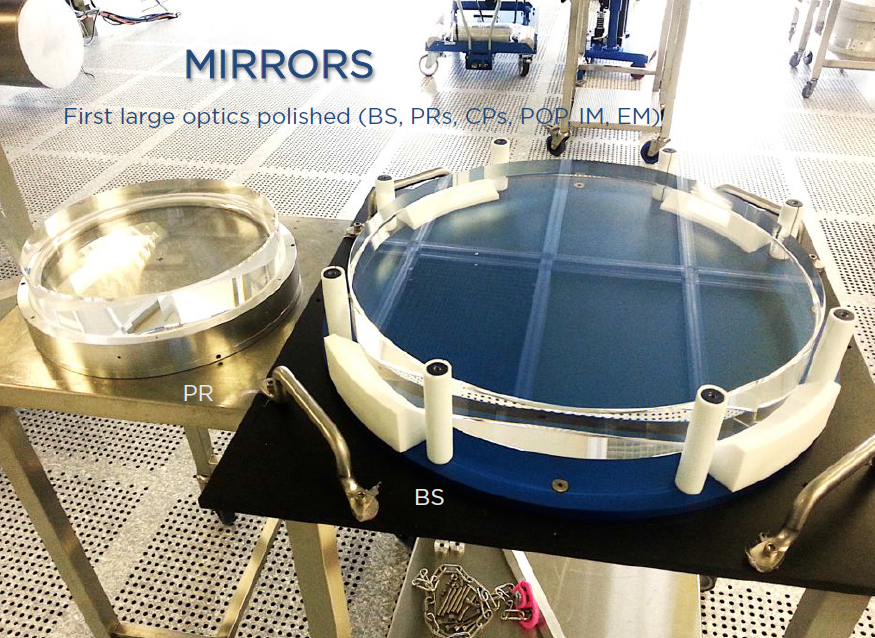 MIRRORS
First large optics polished (BS, PRs, CPs, POP, IM, EM)
PR
BS